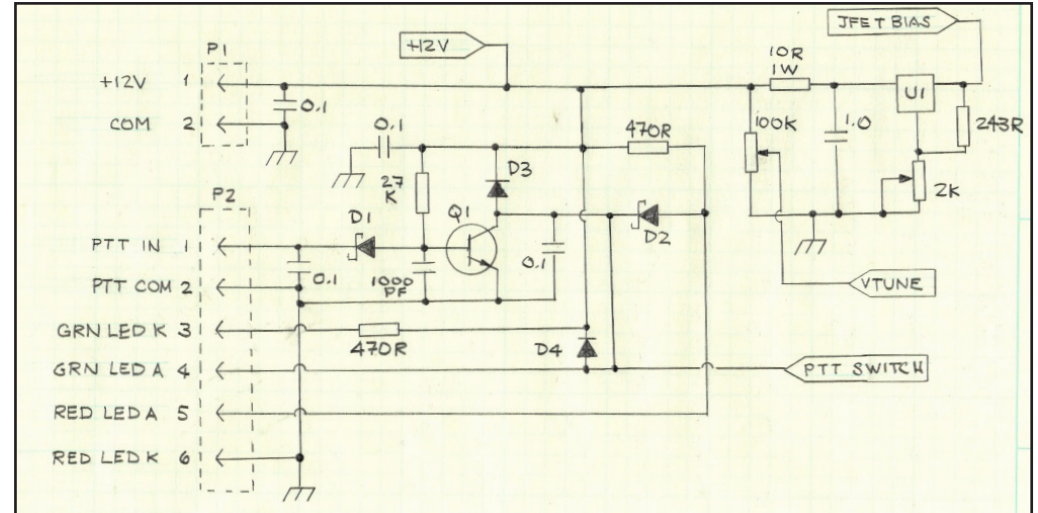 JFET BIAS
+12V
P1
+12V 1
COM 2
0.1
10R
1W
U1
100K
1.0
243R
2K
0.1
27
K
D3
470R
Q1
D1
D2
P2
PTT IN 1
PTT COM 2
0.1
1000
PF
0.1
VTUNE
GRN LED K 3
470R
D4
GRN LED A 4
PTT SWITCH
RED LED A 5
RED LED K 6